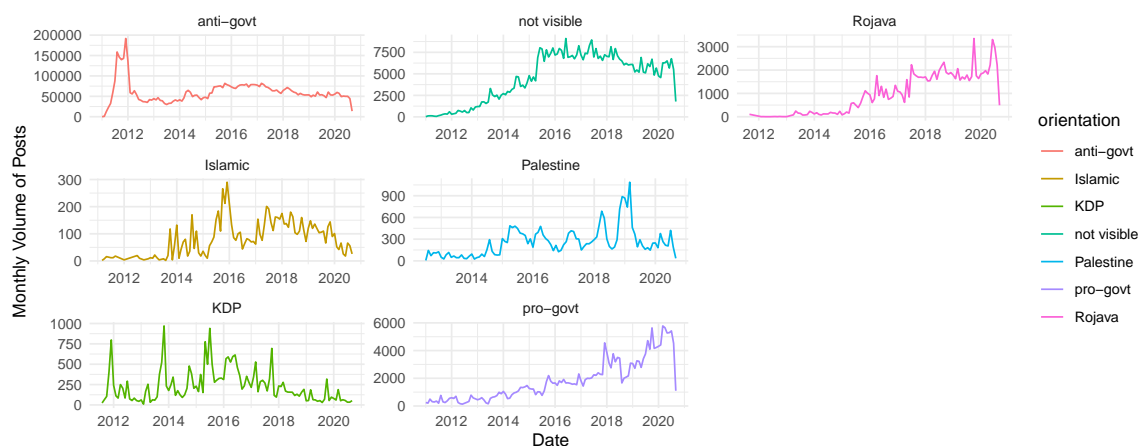 anti−govt
not visible
Rojava
200000
150000
100000
50000
0
2012 2014 2016 2018 2020
7500
5000
2500
0
2012 2014 2016 2018 2020
3000
2000
1000
0
2012 2014 2016 2018 2020
Islamic
Palestine
300
200
100
0
2012 2014 2016 2018 2020
900
600
300
0
2012 2014 2016 2018 2020
KDP
pro−govt
1000
750
500
250
0
2012 2014 2016 2018 2020
6000
4000
2000
0
2012 2014 2016 2018 2020
Monthly Volume of Posts
Date
orientation
anti−govt
Islamic
KDP
not visible
Palestine
pro−govt
Rojava